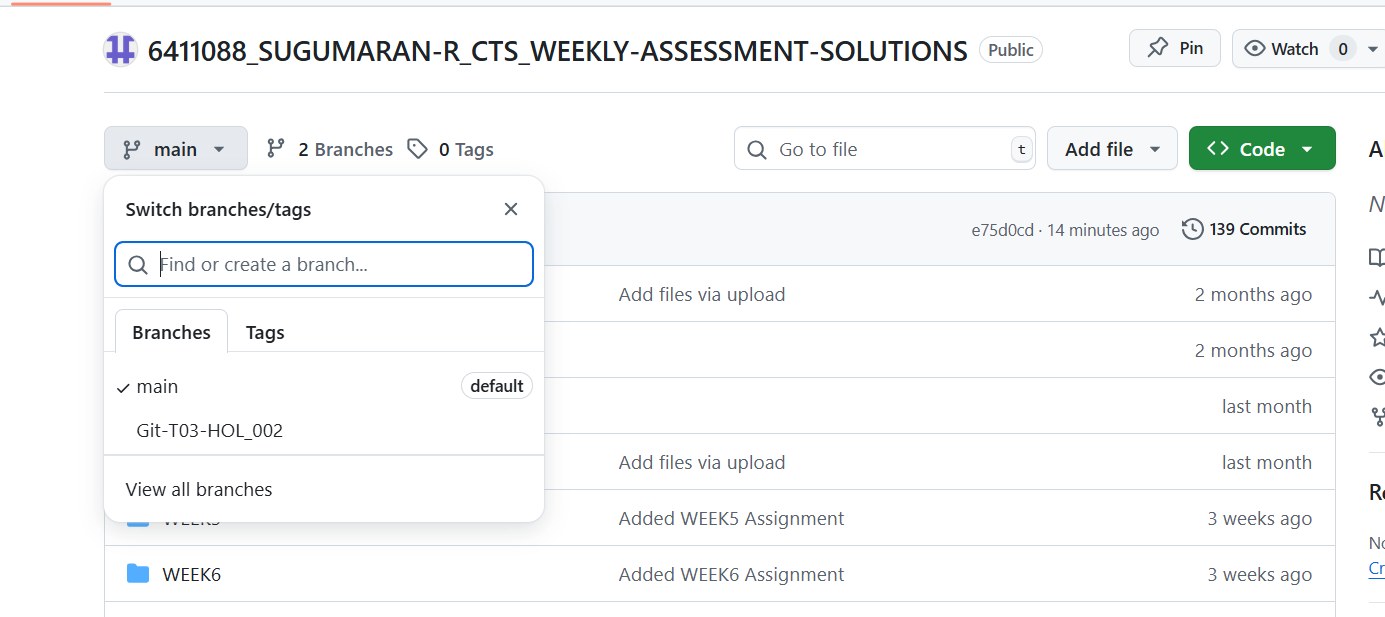 6411088_SUGUMARAN-R_CTS_WEEKLY-ASSESSMENT-SOLUTIONS Public Pin Watch 0
main 2 Branches 0 Tags Go to file t Add file Code
Switch branches/tags
e75d0cd · 14 minutes ago 139 Commits
Find or create a branch...
Add files via upload 2 months ago
Branches Tags
2 months ago
main default
last month
Git-T03-HOL_002
Add files via upload last month
View all branches
WEEK5 Added WEEK5 Assignment 3 weeks ago
WEEK6 Added WEEK6 Assignment 3 weeks ago